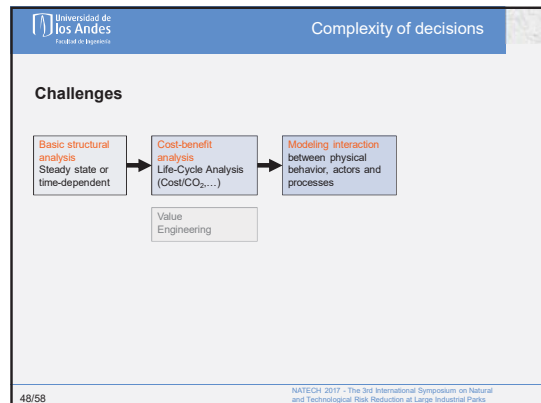 Universidad de
los Andes
Facultad de Ingeniería
Complexity of decisions
Challenges
Basic structural
analysis
Steady state or
time-dependent
Cost-benefit
analysis
Life-Cycle Analysis
(Cost/CO₂,…)
Modeling interaction
between physical
behavior, actors and
processes
Value
Engineering
48/58
NATECH 2017 - The 3rd International Symposium on Natural
and Technological Risk Reduction at Large Industrial Parks